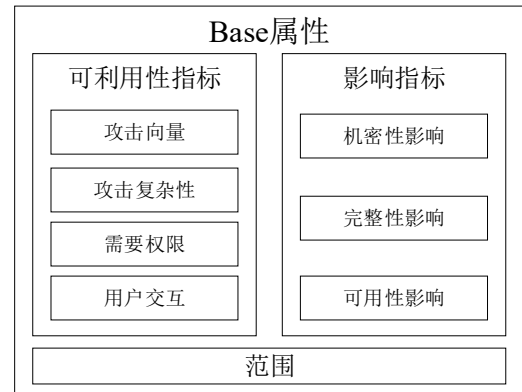 Base属性
可利用性指标
攻击向量
攻击复杂性
需要权限
用户交互
影响指标
机密性影响
完整性影响
可用性影响
范围